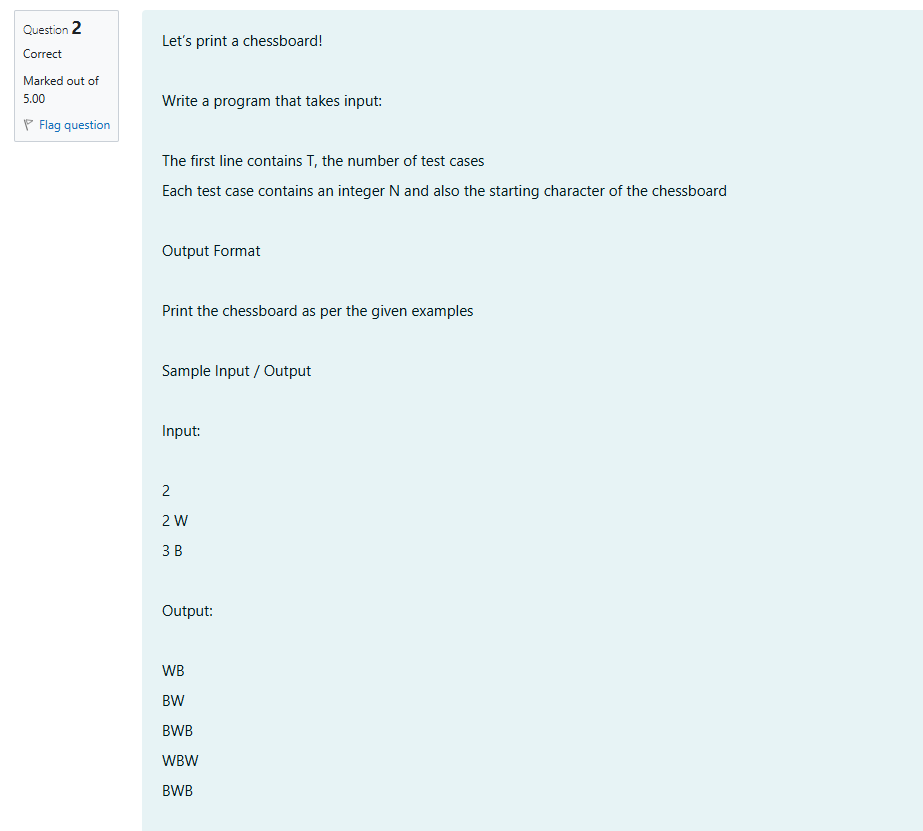 Question 2
Correct
Marked out of
5.00
Flag question
Let's print a chessboard!
Write a program that takes input:
The first line contains T, the number of test cases
Each test case contains an integer N and also the starting character of the chessboard
Output Format
Print the chessboard as per the given examples
Sample Input / Output
Input:
2
2 W
3 B
Output:
WB
BW
BWB
WBW
BWB